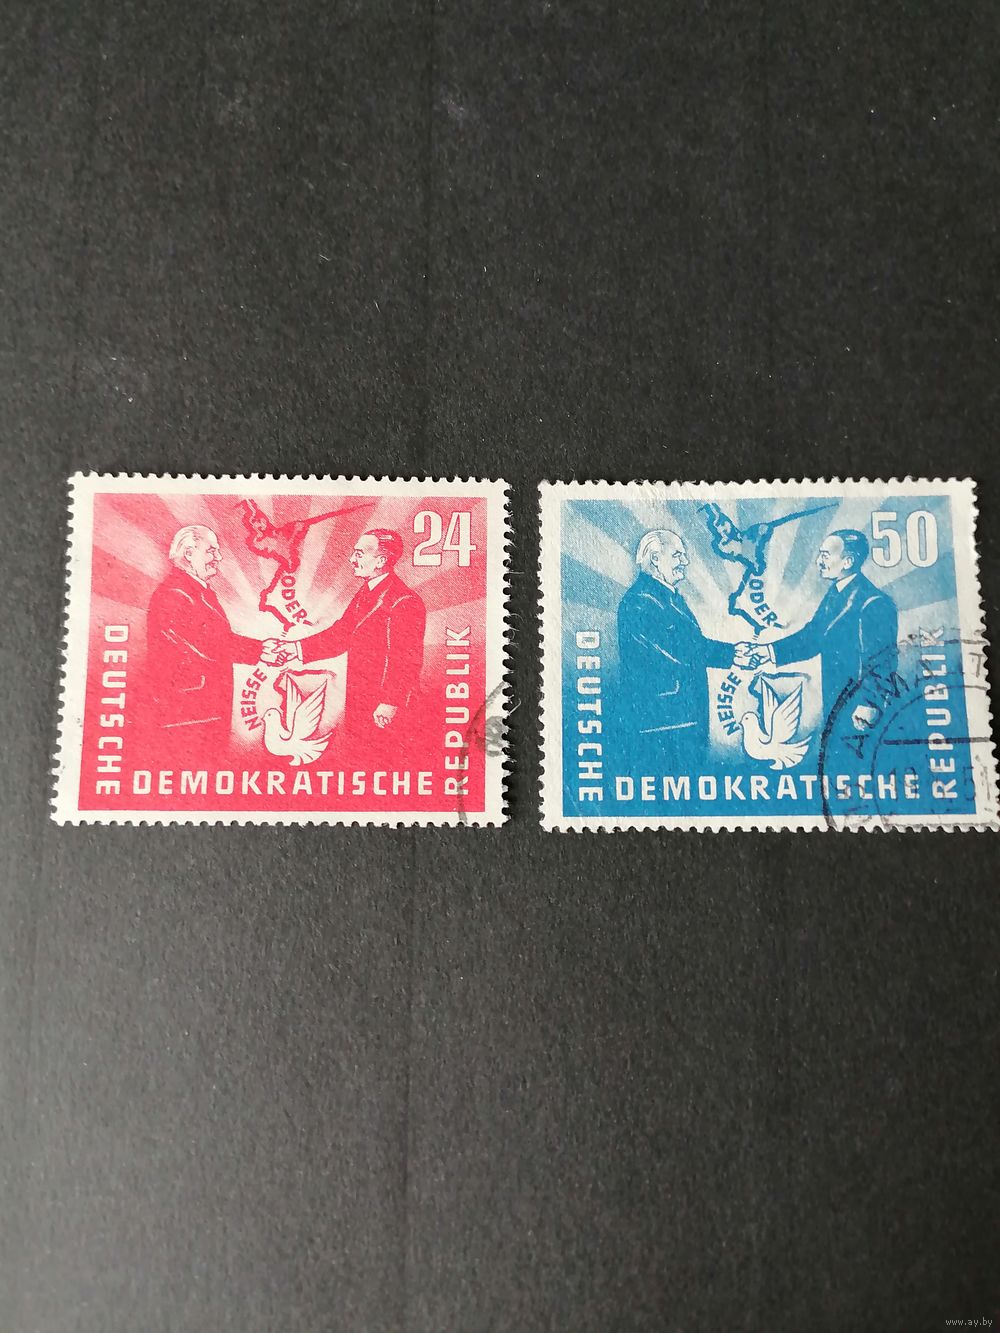 24
ODER
NEISSE
DEUTSCHE
DEMOKRATISCHE
REPUBLIK
50
ODER
NEISSE
DEUTSCHE
DEMOKRATISCHE
REPUBLIK
www.ay.by